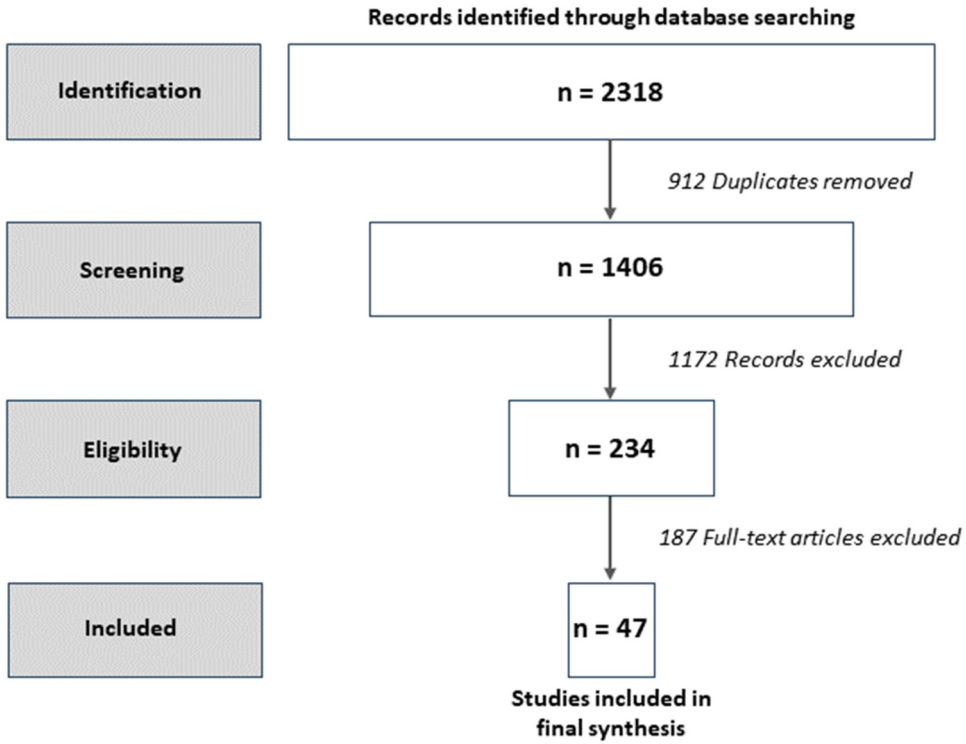 Records identified through database searching
Identification
n = 2318
912 Duplicates removed
Screening
n = 1406
1172 Records excluded
Eligibility
n = 234
187 Full-text articles excluded
Included
n = 47
Studies included in
final synthesis